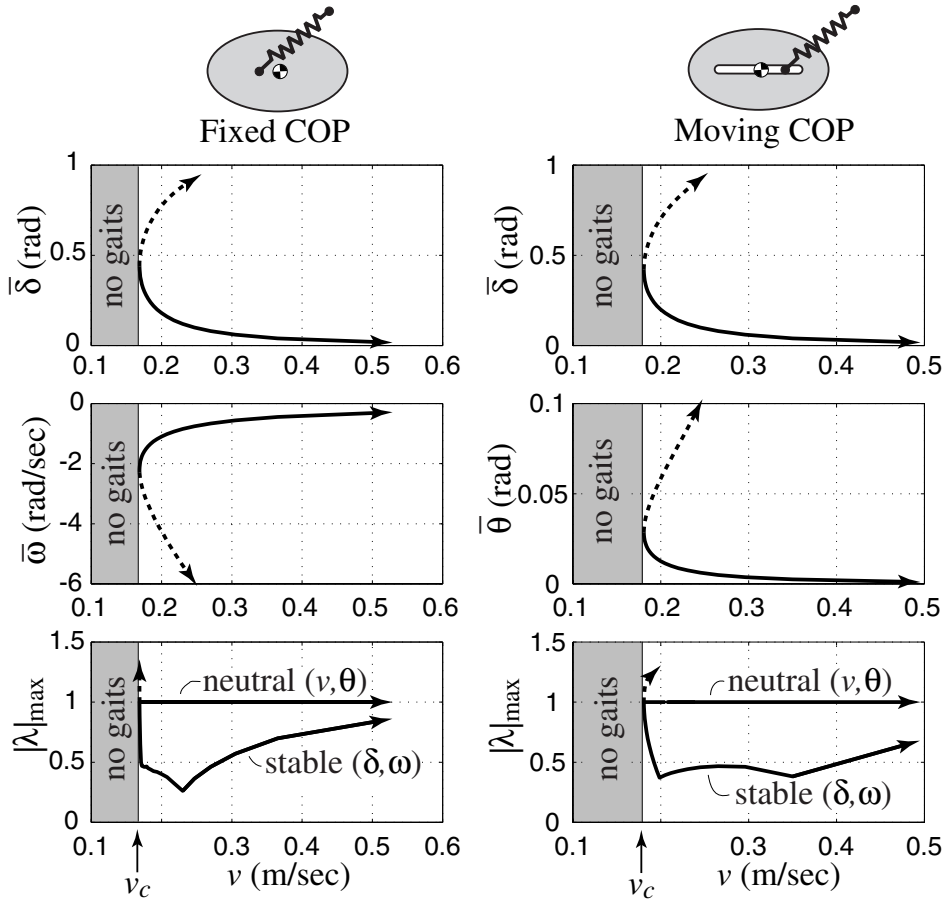 Fixed COP
Moving COP
1
0.5
0
δ̅ (rad)
no gaits
0.1 0.2 0.3 0.4 0.5 0.6
1
0.5
0
δ̅ (rad)
no gaits
0.1 0.2 0.3 0.4 0.5
0
-2
-4
-6
ω̅ (rad/sec)
no gaits
0.1 0.2 0.3 0.4 0.5 0.6
0.1
0.05
0
θ̅ (rad)
no gaits
0.1 0.2 0.3 0.4 0.5
1.5
1
0.5
0
|λ|max
no gaits
neutral (v,θ)
stable (δ,ω)
0.1 0.2 0.3 0.4 0.5 0.6
vc
v (m/sec)
1.5
1
0.5
0
|λ|max
no gaits
neutral (v,θ)
stable (δ,ω)
0.1 0.2 0.3 0.4 0.5
vc
v (m/sec)